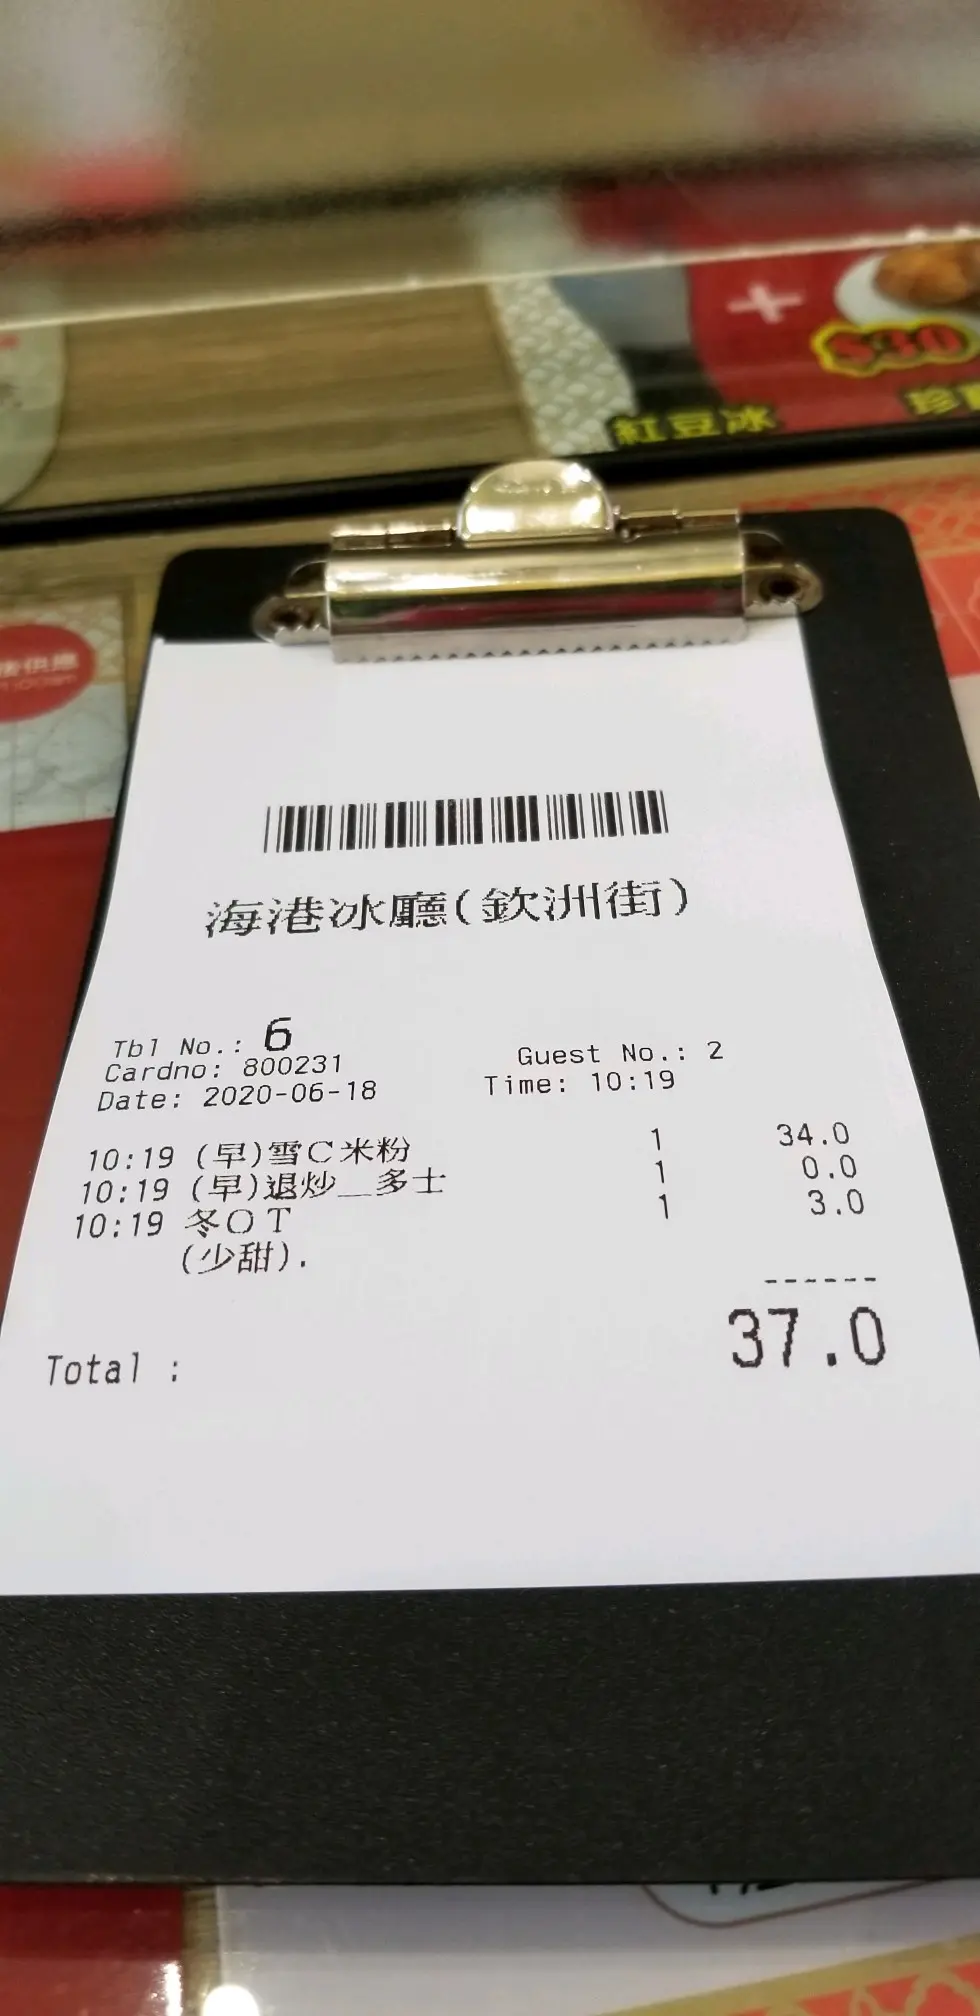 $30
紅豆冰
海港冰廳(欽洲街)
Tbl No.: 6
Cardno: 800231 Guest No.: 2
Date: 2020-06-18 Time: 10:19
10:19 (早)雪C米粉 1 34.0
10:19 (早)退炒_多士 1 0.0
10:19 冬OT 1 3.0
(少甜).
------
Total : 37.0